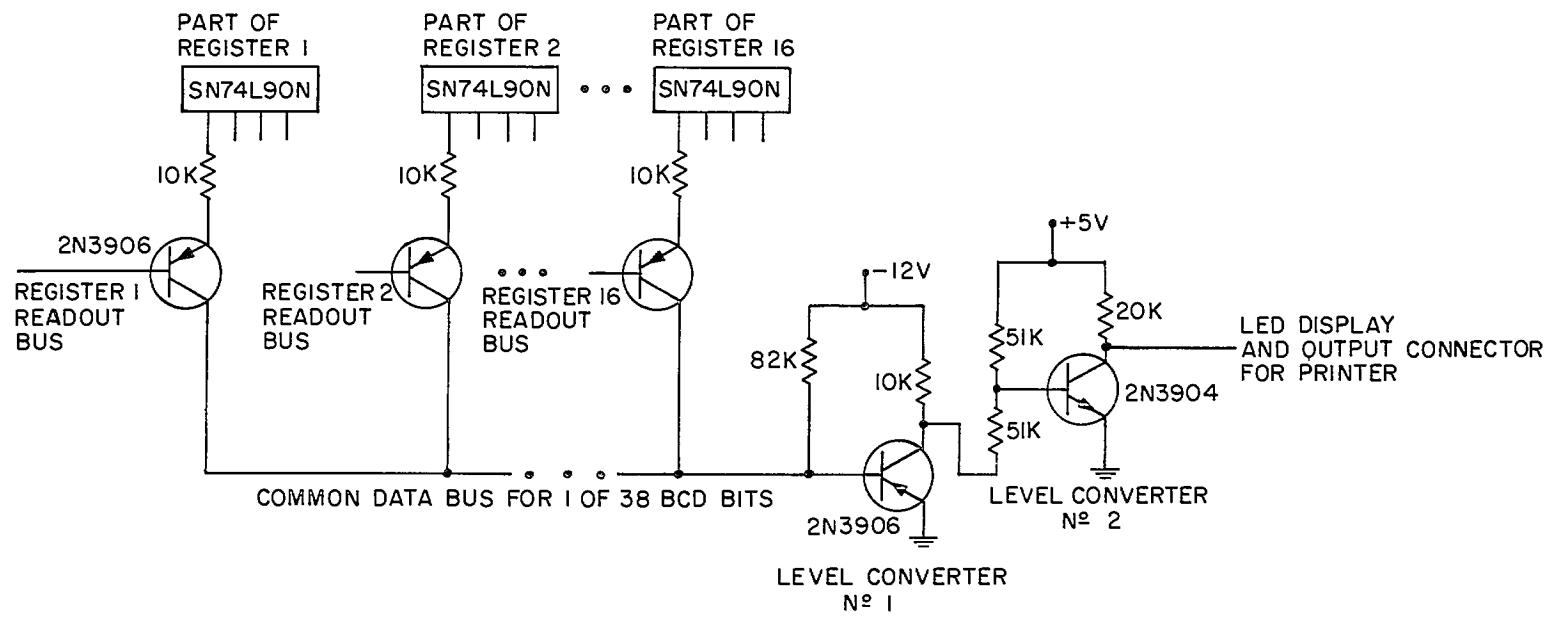 PART OF
REGISTER 1
PART OF
REGISTER 2
PART OF
REGISTER 16
SN74L90N
SN74L90N
SN74L90N
10K
10K
10K
2N3906
REGISTER 1
READOUT
BUS
REGISTER 2
READOUT
BUS
REGISTER 16
READOUT
BUS
-12V
+5V
82K
10K
51K
20K
51K
2N3904
LED DISPLAY
AND OUTPUT CONNECTOR
FOR PRINTER
COMMON DATA BUS FOR 1 OF 38 BCD BITS
2N3906
LEVEL CONVERTER
Nº 1
LEVEL CONVERTER
Nº 2